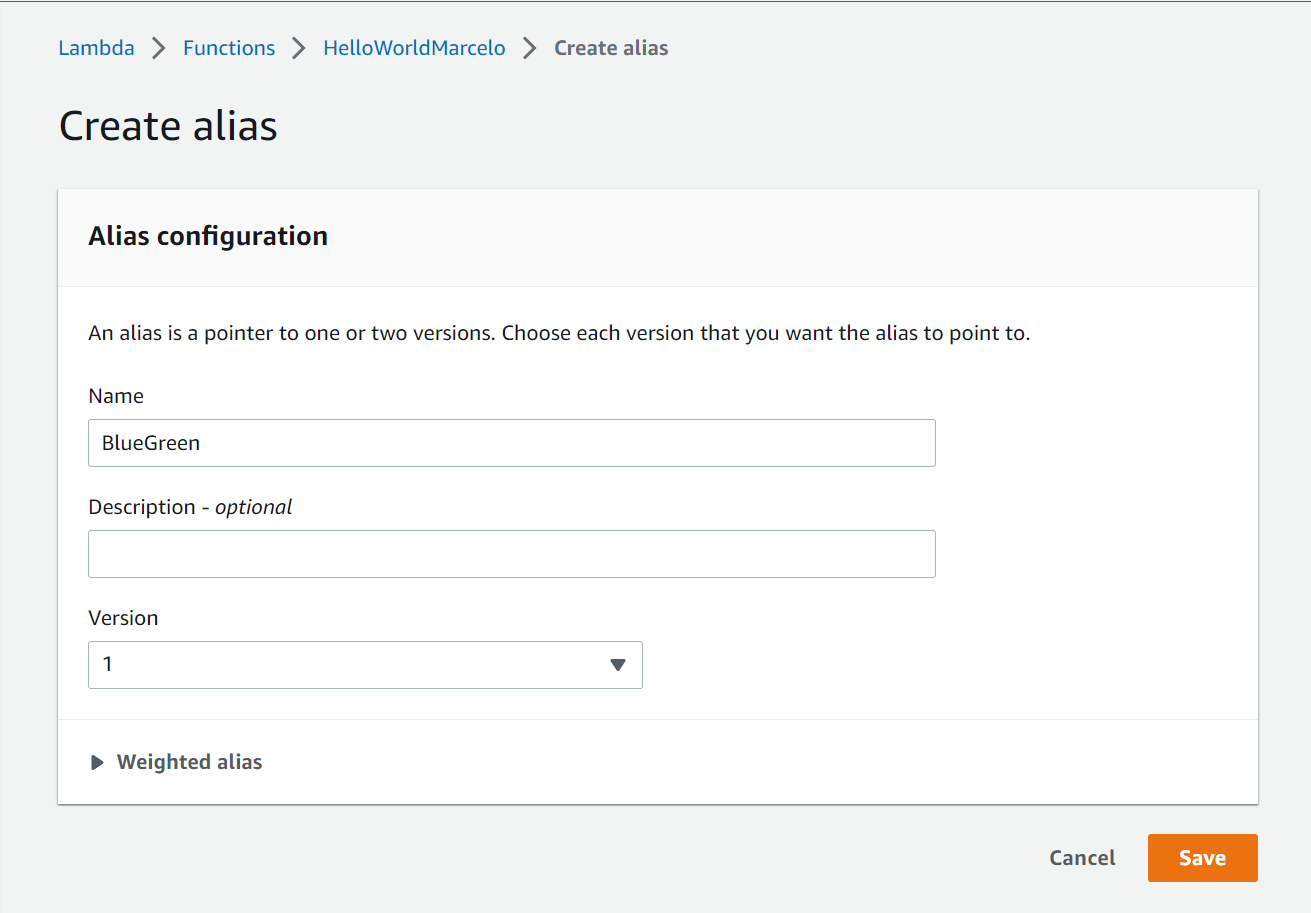 Lambda > Functions > HelloWorldMarcelo > Create alias
Create alias
Alias configuration
An alias is a pointer to one or two versions. Choose each version that you want the alias to point to.
Name
BlueGreen
Description - optional
Version
1
Weighted alias
Cancel Save